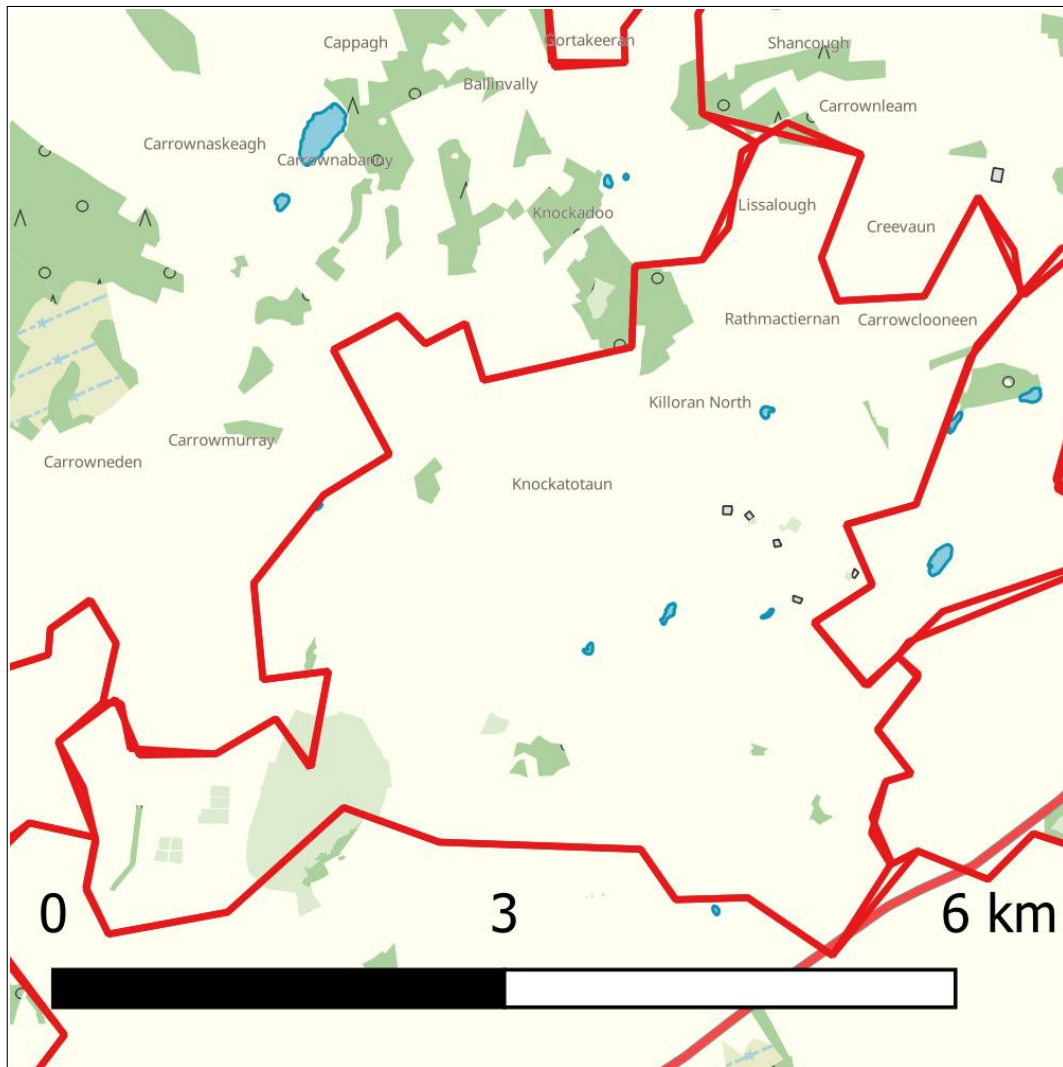 Cappagh
Gortakeeran
Shancough
Ballinvally
Carrownleam
Carrownaskeagh
Carrownabanny
Lissalough
Knockadoo
Creevaun
Rathmactiernan
Carrowclooneen
Killoran North
Carrowmurray
Carrowneden
Knockatotaun
0
3
6 km